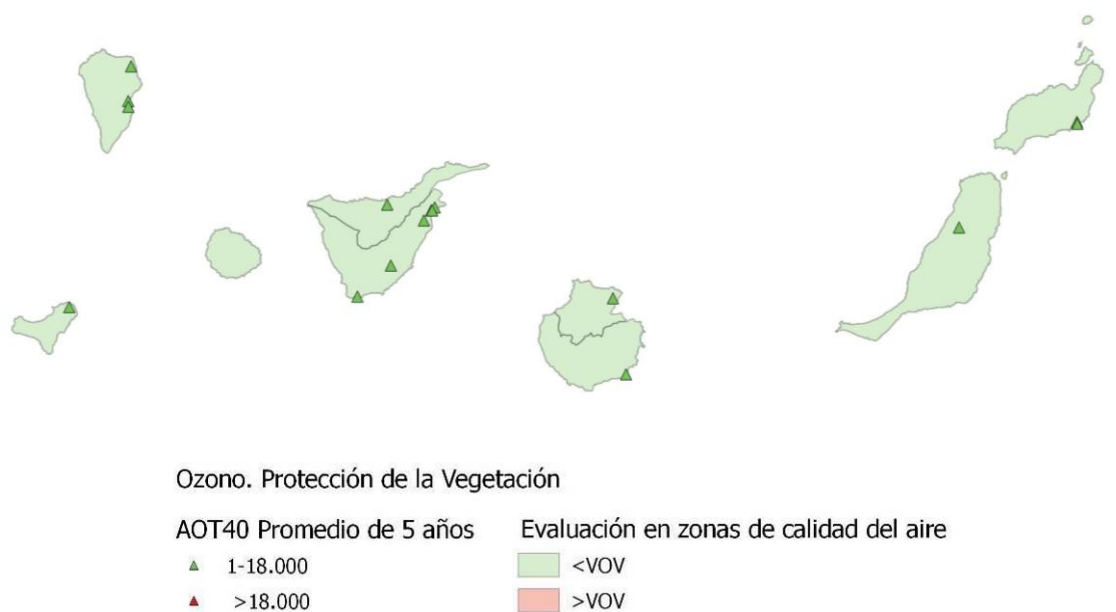 Ozono. Protección de la Vegetación
AOT40 Promedio de 5 años
1-18.000
>18.000
Evaluación en zonas de calidad del aire
<VOV
>VOV